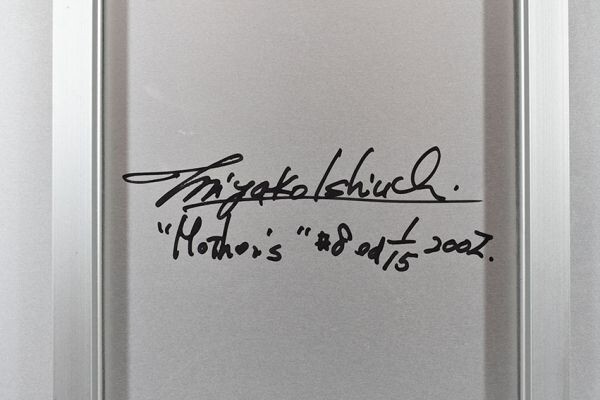 Miyako Ishiuchi.
"Mother's" #8 ed 1/15 2002.